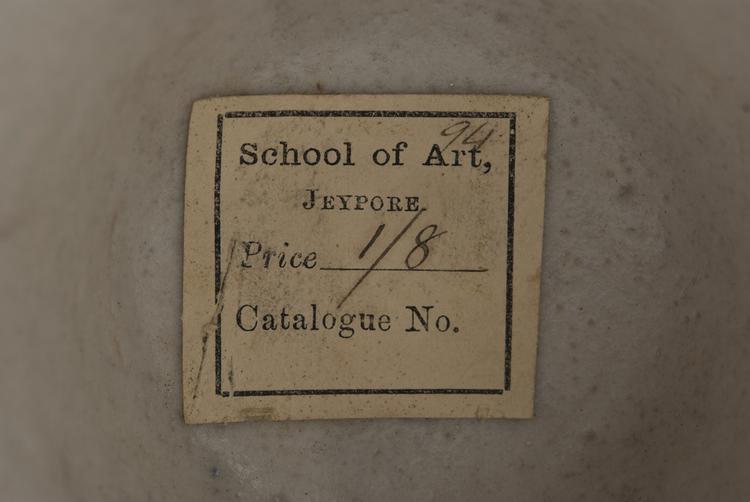 94
School of Art,
JEYPORE
Price 1/8
Catalogue No.